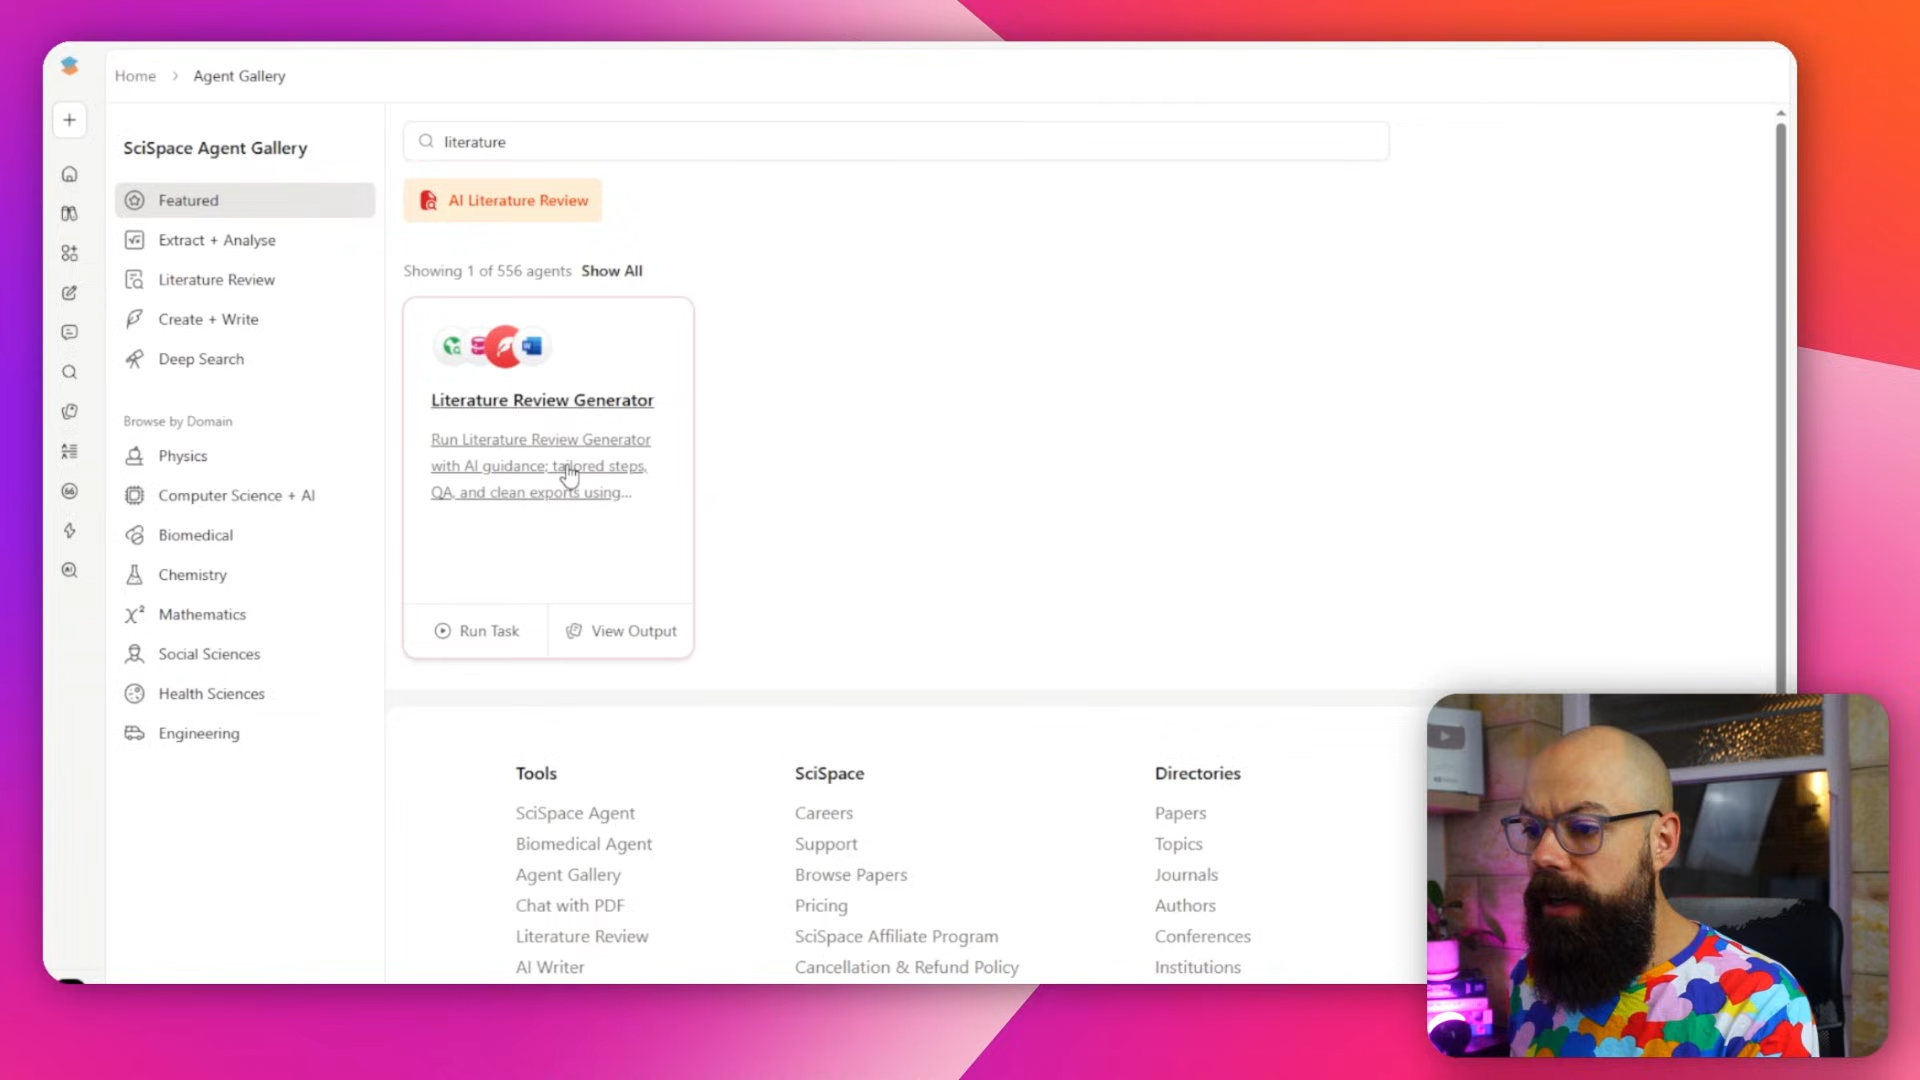 Home > Agent Gallery
SciSpace Agent Gallery
Featured
Extract + Analyse
Literature Review
Create + Write
Deep Search
Browse by Domain
Physics
Computer Science + AI
Biomedical
Chemistry
Mathematics
Social Sciences
Health Sciences
Engineering
literature
AI Literature Review
Showing 1 of 556 agents Show All
Literature Review Generator
Run Literature Review Generator
with AI guidance; tailored steps,
QA, and clean exports using...
Run Task
View Output
Tools
SciSpace Agent
Biomedical Agent
Agent Gallery
Chat with PDF
Literature Review
AI Writer
SciSpace
Careers
Support
Browse Papers
Pricing
SciSpace Affiliate Program
Cancellation & Refund Policy
Directories
Papers
Topics
Journals
Authors
Conferences
Institutions